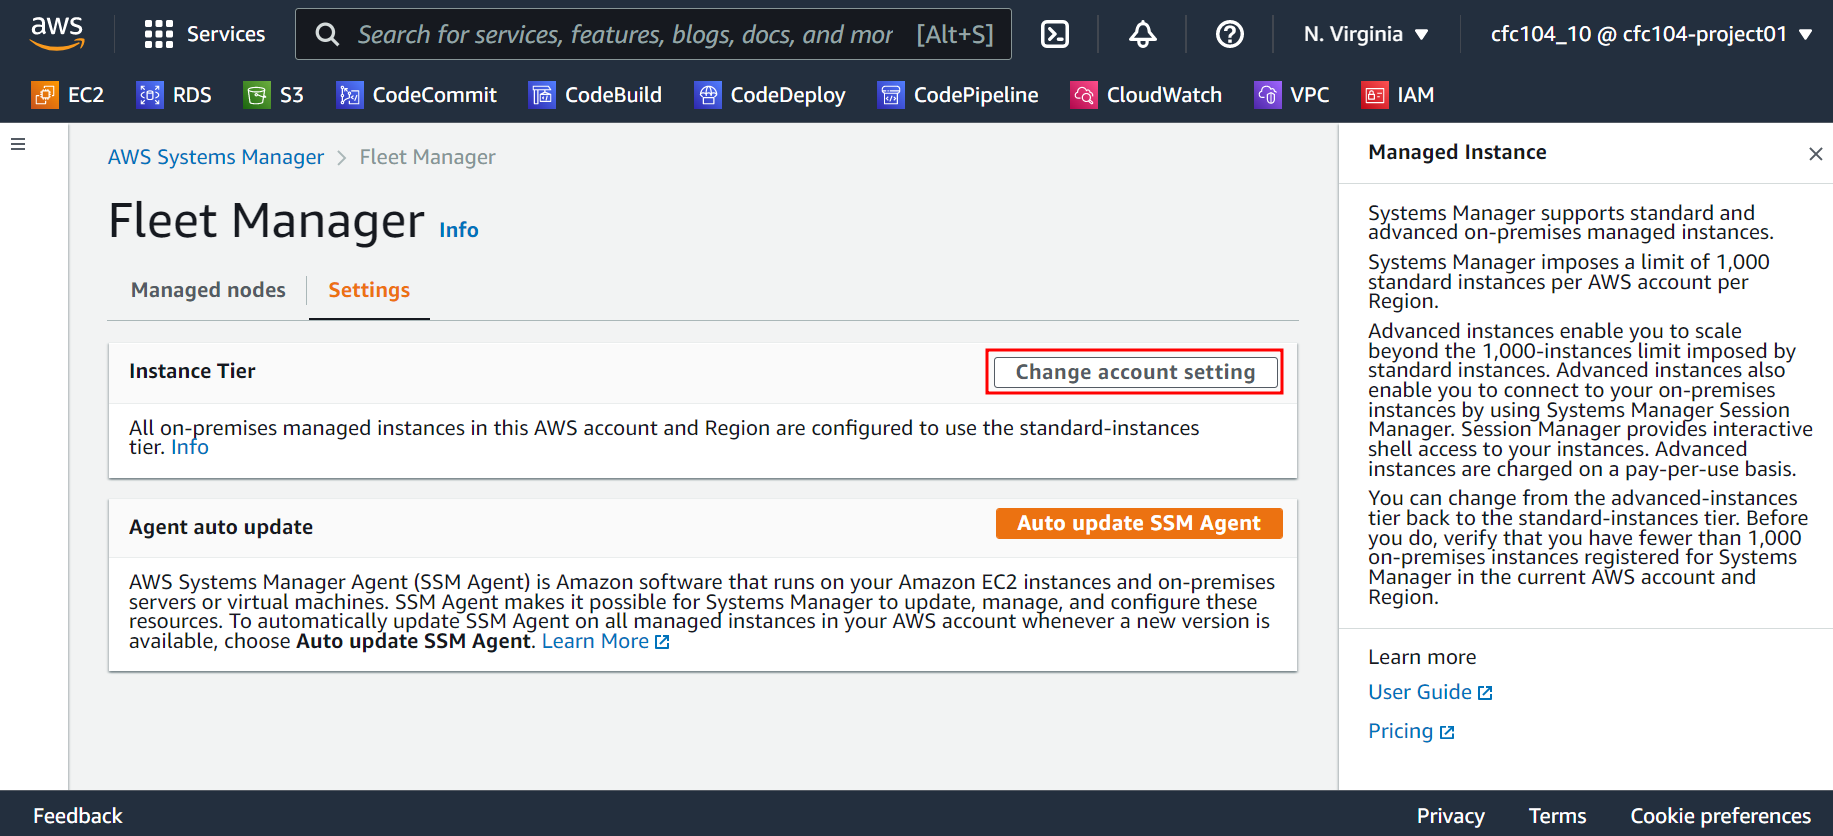 aws
Services
Search for services, features, blogs, docs, and mor [Alt+S]
N. Virginia ▼
cfc104_10 @ cfc104-project01 ▼
EC2
RDS
S3
CodeCommit
CodeBuild
CodeDeploy
CodePipeline
CloudWatch
VPC
IAM
AWS Systems Manager > Fleet Manager
Fleet Manager Info
Managed nodes
Settings
Instance Tier
Change account setting
All on-premises managed instances in this AWS account and Region are configured to use the standard-instances
tier. Info
Agent auto update
Auto update SSM Agent
AWS Systems Manager Agent (SSM Agent) is Amazon software that runs on your Amazon EC2 instances and on-premises
servers or virtual machines. SSM Agent makes it possible for Systems Manager to update, manage, and configure these
resources. To automatically update SSM Agent on all managed instances in your AWS account whenever a new version is
available, choose Auto update SSM Agent. Learn More
Managed Instance
Systems Manager supports standard and
advanced on-premises managed instances.
Systems Manager imposes a limit of 1,000
standard instances per AWS account per
Region.
Advanced instances enable you to scale
beyond the 1,000-instances limit imposed by
standard instances. Advanced instances also
enable you to connect to your on-premises
instances by using Systems Manager Session
Manager. Session Manager provides interactive
shell access to your instances. Advanced
instances are charged on a pay-per-use basis.
You can change from the advanced-instances
tier back to the standard-instances tier. Before
you do, verify that you have fewer than 1,000
on-premises instances registered for Systems
Manager in the current AWS account and
Region.
Learn more
User Guide
Pricing
Feedback
Privacy
Terms
Cookie preferences